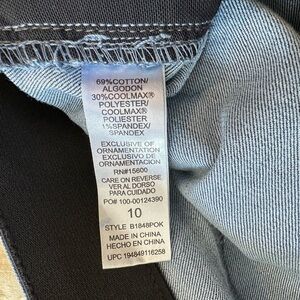 69%COTTON/
ALGODON
30%COOLMAX®
POLYESTER/
COOLMAX®
POLIESTER
1%SPANDEX/
SPANDEX
EXCLUSIVE OF
ORNAMENTATION
EXCLUSIVO DE
ORNAMENTACION
RN#15600
CARE ON REVERSE
VER AL DORSO
PARA CUIDADO
PO# 100-00124390
10
STYLE B1848POK
MADE IN CHINA
HECHO EN CHINA
UPC 194849116258